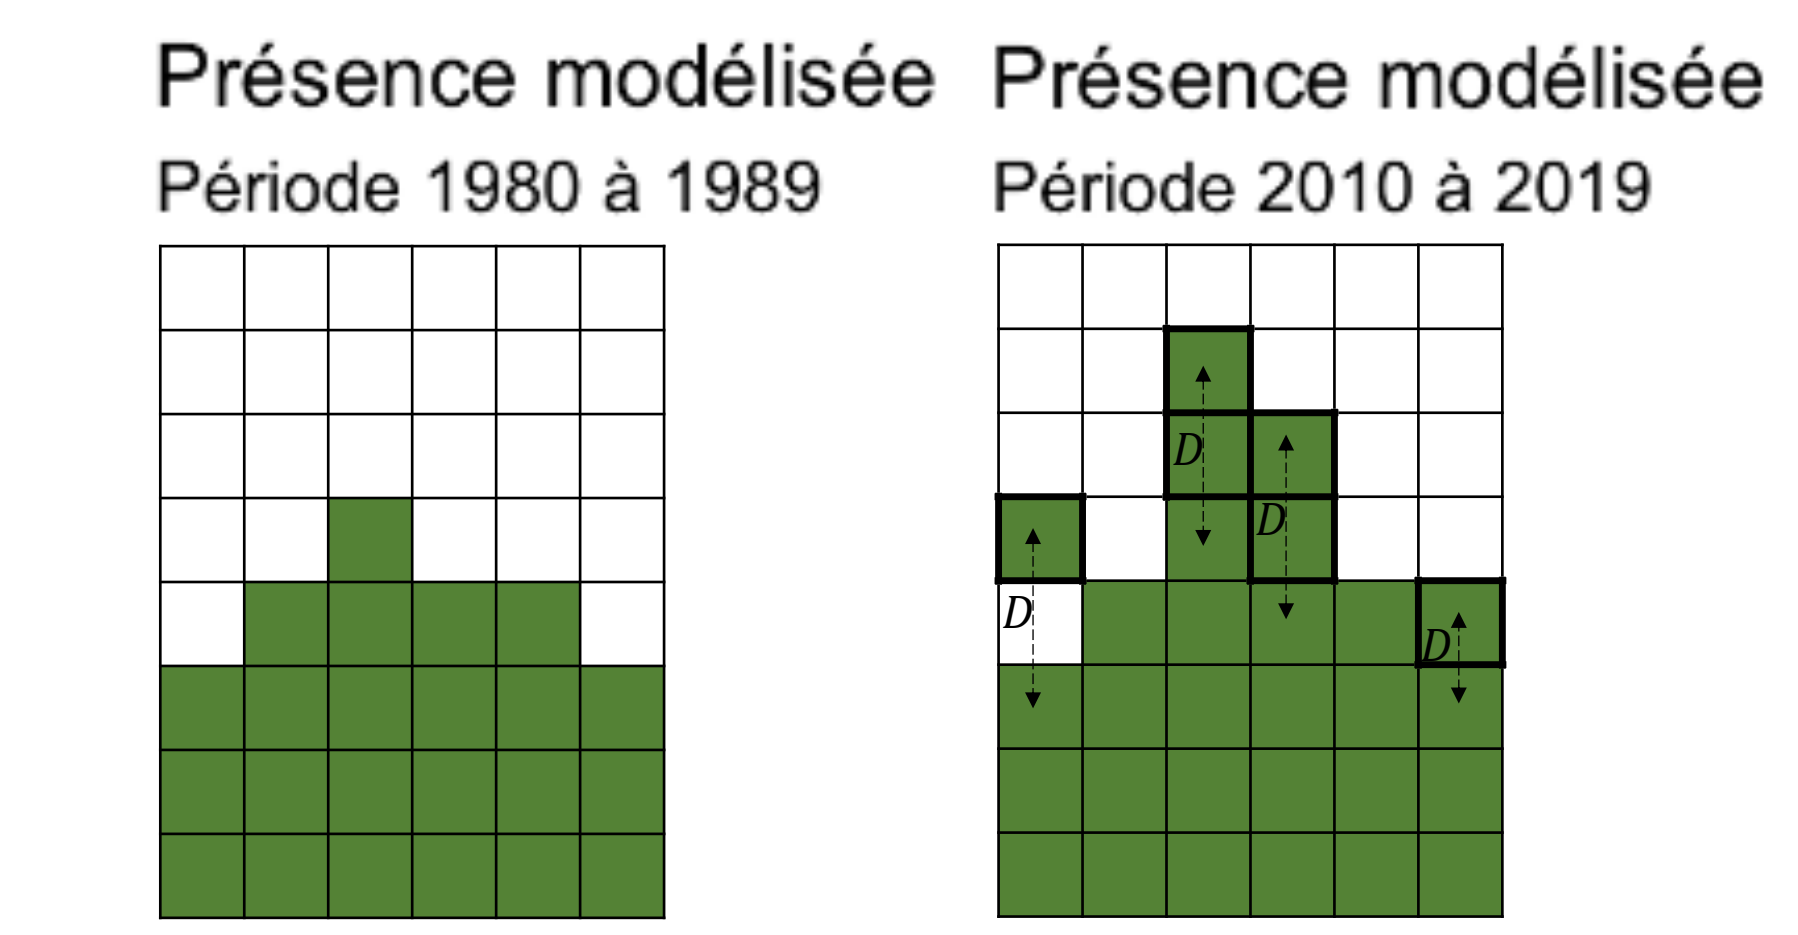 Présence modélisée
Période 1980 à 1989
Présence modélisée
Période 2010 à 2019
D
D
D
D